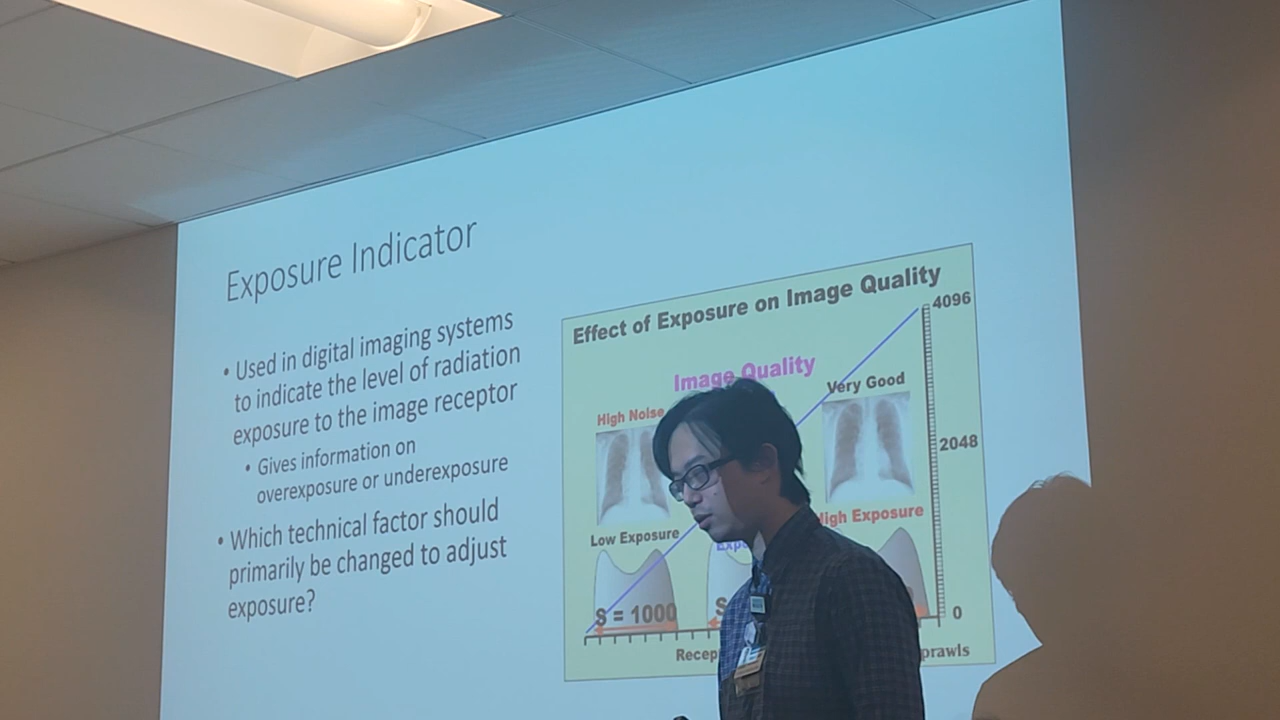 Exposure Indicator
• Used in digital imaging systems
to indicate the level of radiation
exposure to the image receptor
• Gives information on
overexposure or underexposure
• Which technical factor should
primarily be changed to adjust
exposure?
Effect of Exposure on Image Quality
4096
Image Quality
Very Good
High Noise
2048
High Exposure
Low Exposure
S = 1000
S
0